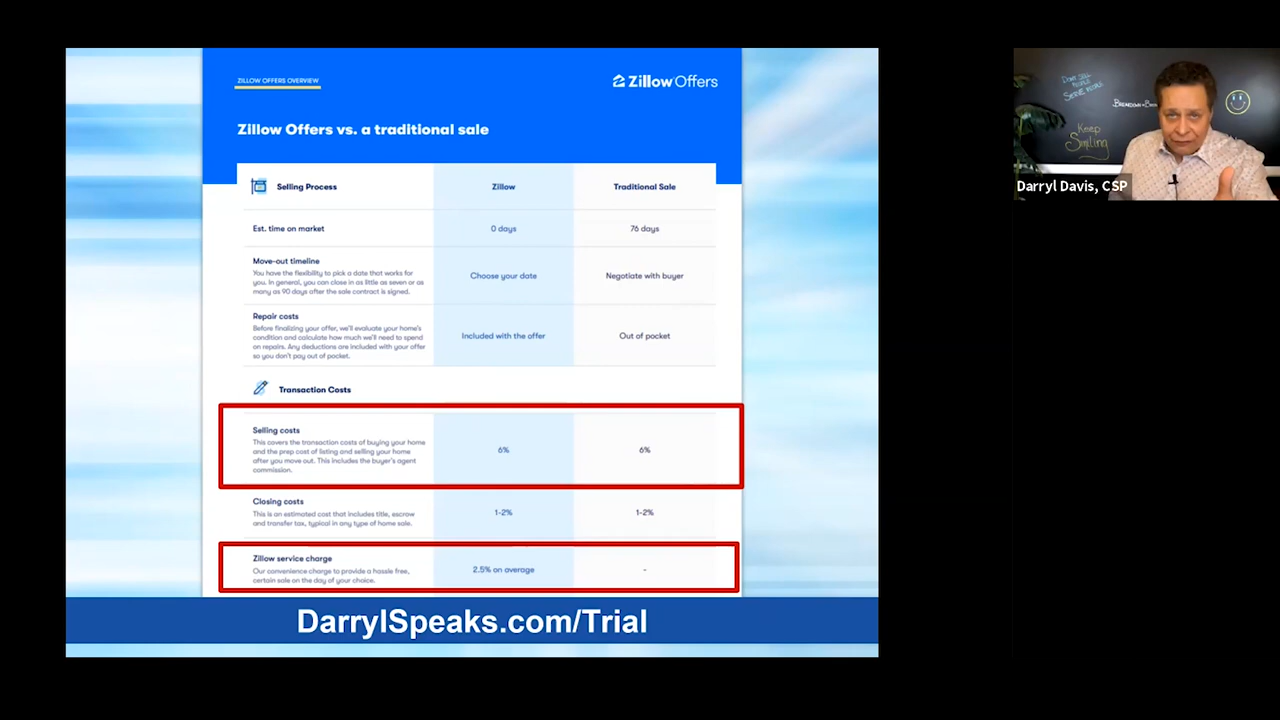 ZILLOW OFFERS OVERVIEW
Zillow Offers
Zillow Offers vs. a traditional sale
Selling Process
Zillow
Traditional Sale
Est. time on market
0 days
76 days
Move-out timeline
You have the flexibility to pick a date that works for
you. In general, you can close in as little as seven or as
many as 90 days after the sale contract is signed.
Choose your date
Negotiate with buyer
Repair costs
Before finalizing your offer, we'll evaluate your home's
condition and calculate how much we'll need to spend
on repairs. Any deductions are included with your offer
so you don't pay out of pocket.
Included with the offer
Out of pocket
Transaction Costs
Selling costs
This covers the transaction costs of buying your home
and the prep cost of listing and selling your home
after you move out. This includes the buyer's agent
commission.
6%
6%
Closing costs
This is an estimated cost that includes title, escrow
and transfer tax, typical in any type of home sale.
1-2%
1-2%
Zillow service charge
Our convenience charge to provide a hassle free,
certain sale on the day of your choice.
2.5% on average
-
DarrylSpeaks.com/Trial
Keep
Smiling
Darryl Davis, CSP